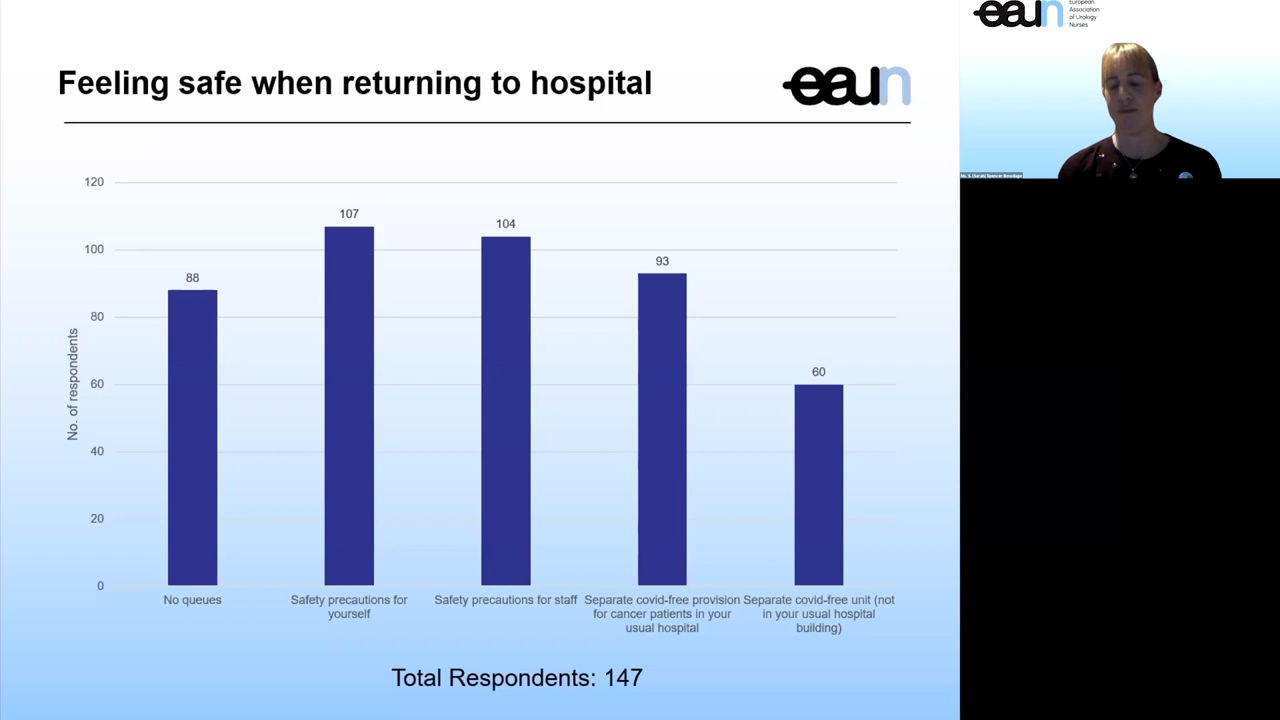 Feeling safe when returning to hospital
eaun
120
100
80
60
40
20
0
No. of respondents
88
107
104
93
60
No queues
Safety precautions for
yourself
Safety precautions for staff
Separate covid-free provision
for cancer patients in your
usual hospital
Separate covid-free unit (not
in your usual hospital
building)
Total Respondents: 147
eaun
European
Association
of Urology
Nurses